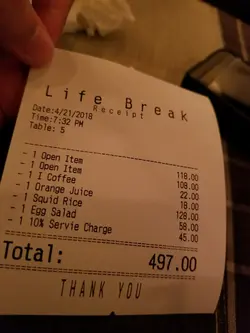 Life Break
Receipt
Date:4/21/2018
Time:7:32 PM
Table: 5
- 1 Open Item 118.00
- 1 Open Item 108.00
- 1 I Coffee 22.00
- 1 Orange Juice 18.00
- 1 Squid Rice 128.00
- 1 Egg Salad 58.00
- 1 10% Servie Charge 45.00
Total: 497.00
THANK YOU